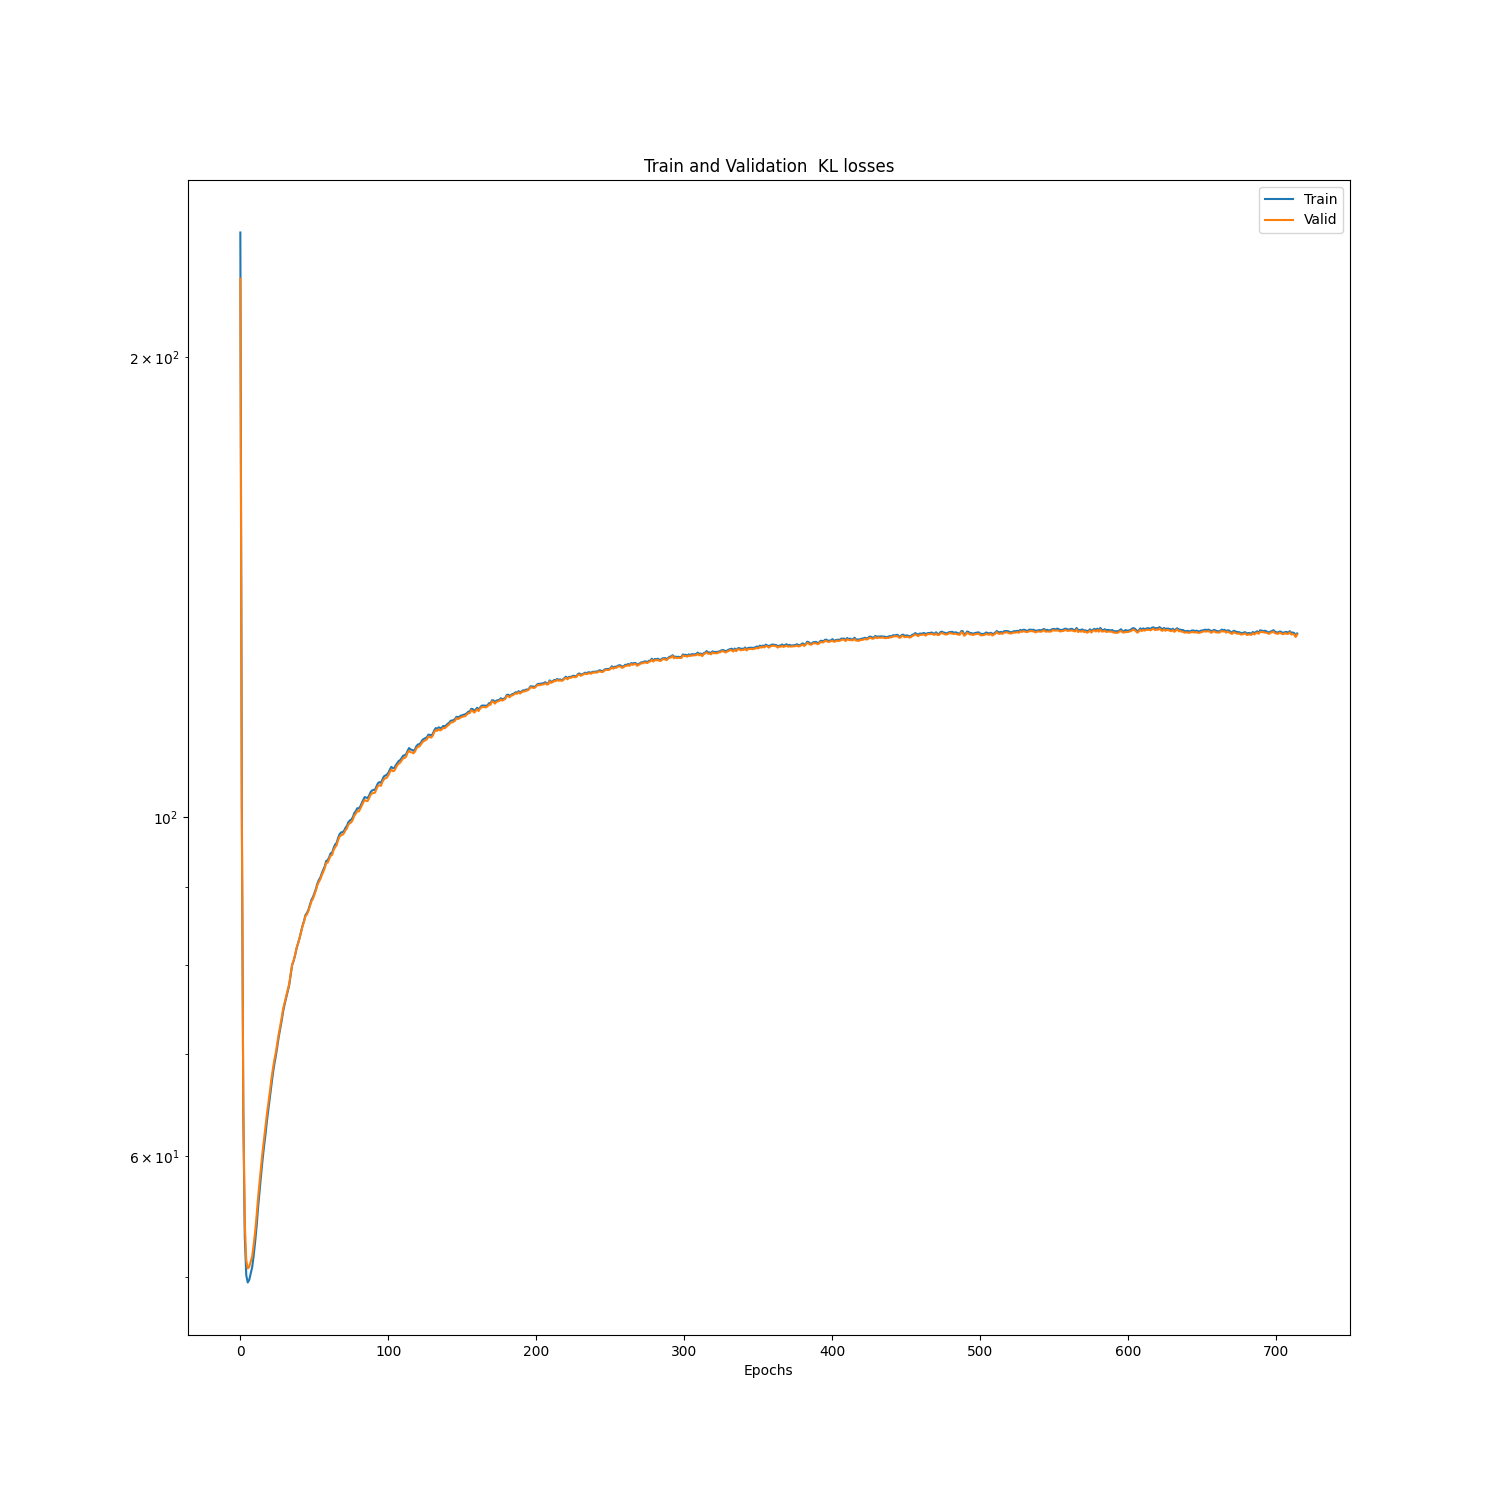 Train and Validation  KL losses
Train
Valid
2 × 10²
10²
6 × 10¹
0 100 200 300 400 500 600 700
Epochs